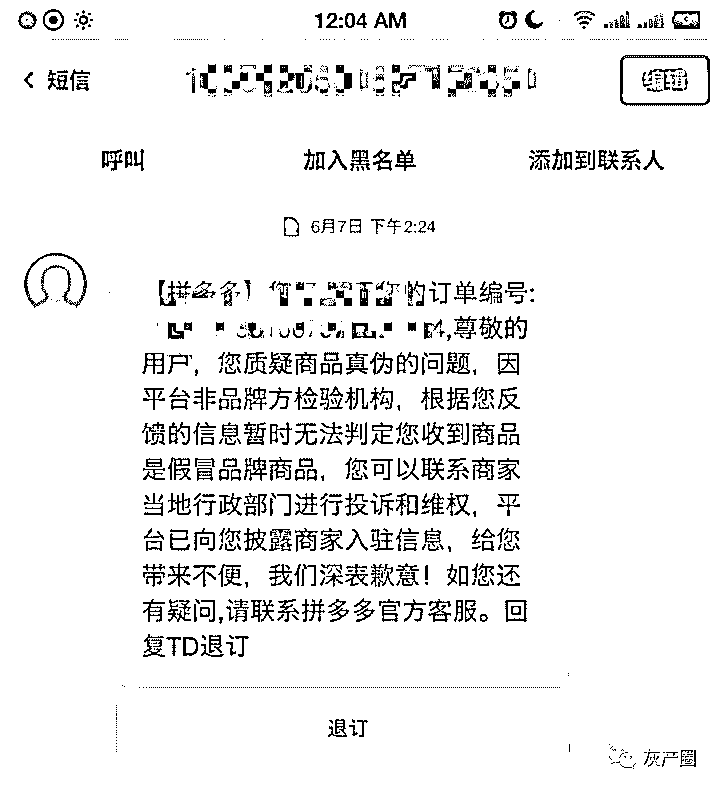 12:04 AM
短信
编辑
呼叫
加入黑名单
添加到联系人
6月7日 下午2:24
【拼多多】您的订单编号:
4,尊敬的
用户，您质疑商品真伪的问题，因
平台非品牌方检验机构，根据您反
馈的信息暂时无法判定您收到商品
是假冒品牌商品，您可以联系商家
当地行政部门进行投诉和维权，平
台已向您披露商家入驻信息，给您
带来不便，我们深表歉意！如您还
有疑问,请联系拼多多官方客服。回
复TD退订
退订
灰产圈